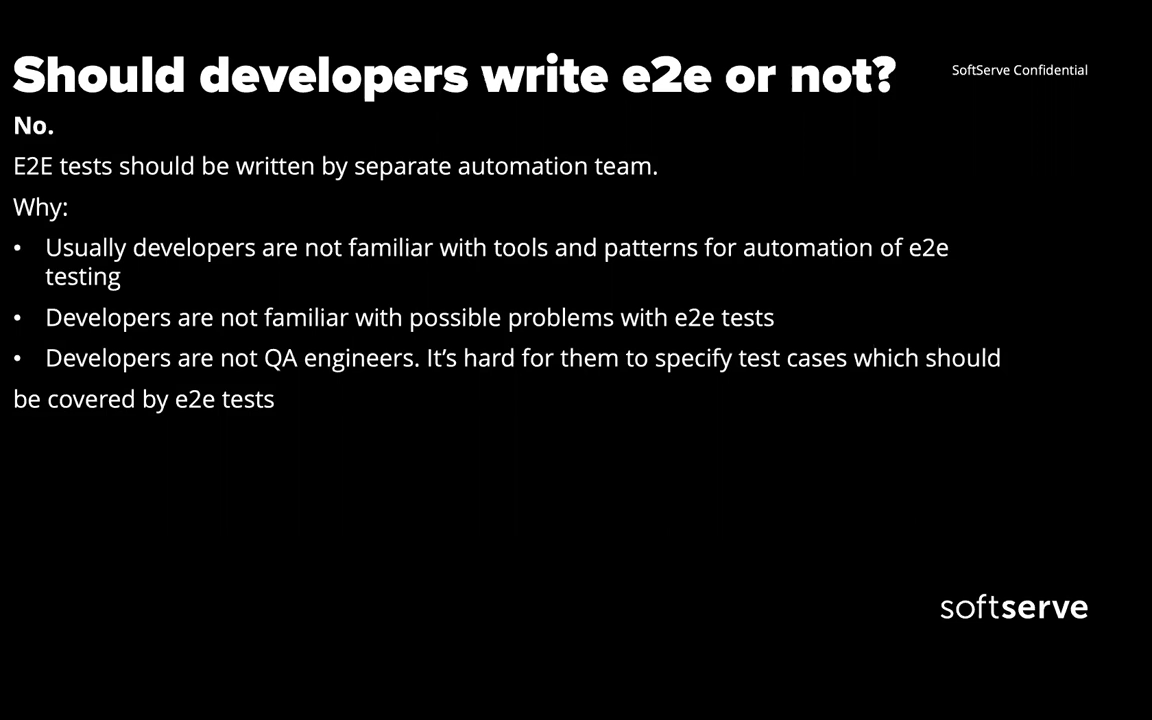 Should developers write e2e or not?
SoftServe Confidential
No.
E2E tests should be written by separate automation team.
Why:
• Usually developers are not familiar with tools and patterns for automation of e2e
testing
• Developers are not familiar with possible problems with e2e tests
• Developers are not QA engineers. It’s hard for them to specify test cases which should
be covered by e2e tests
softserve